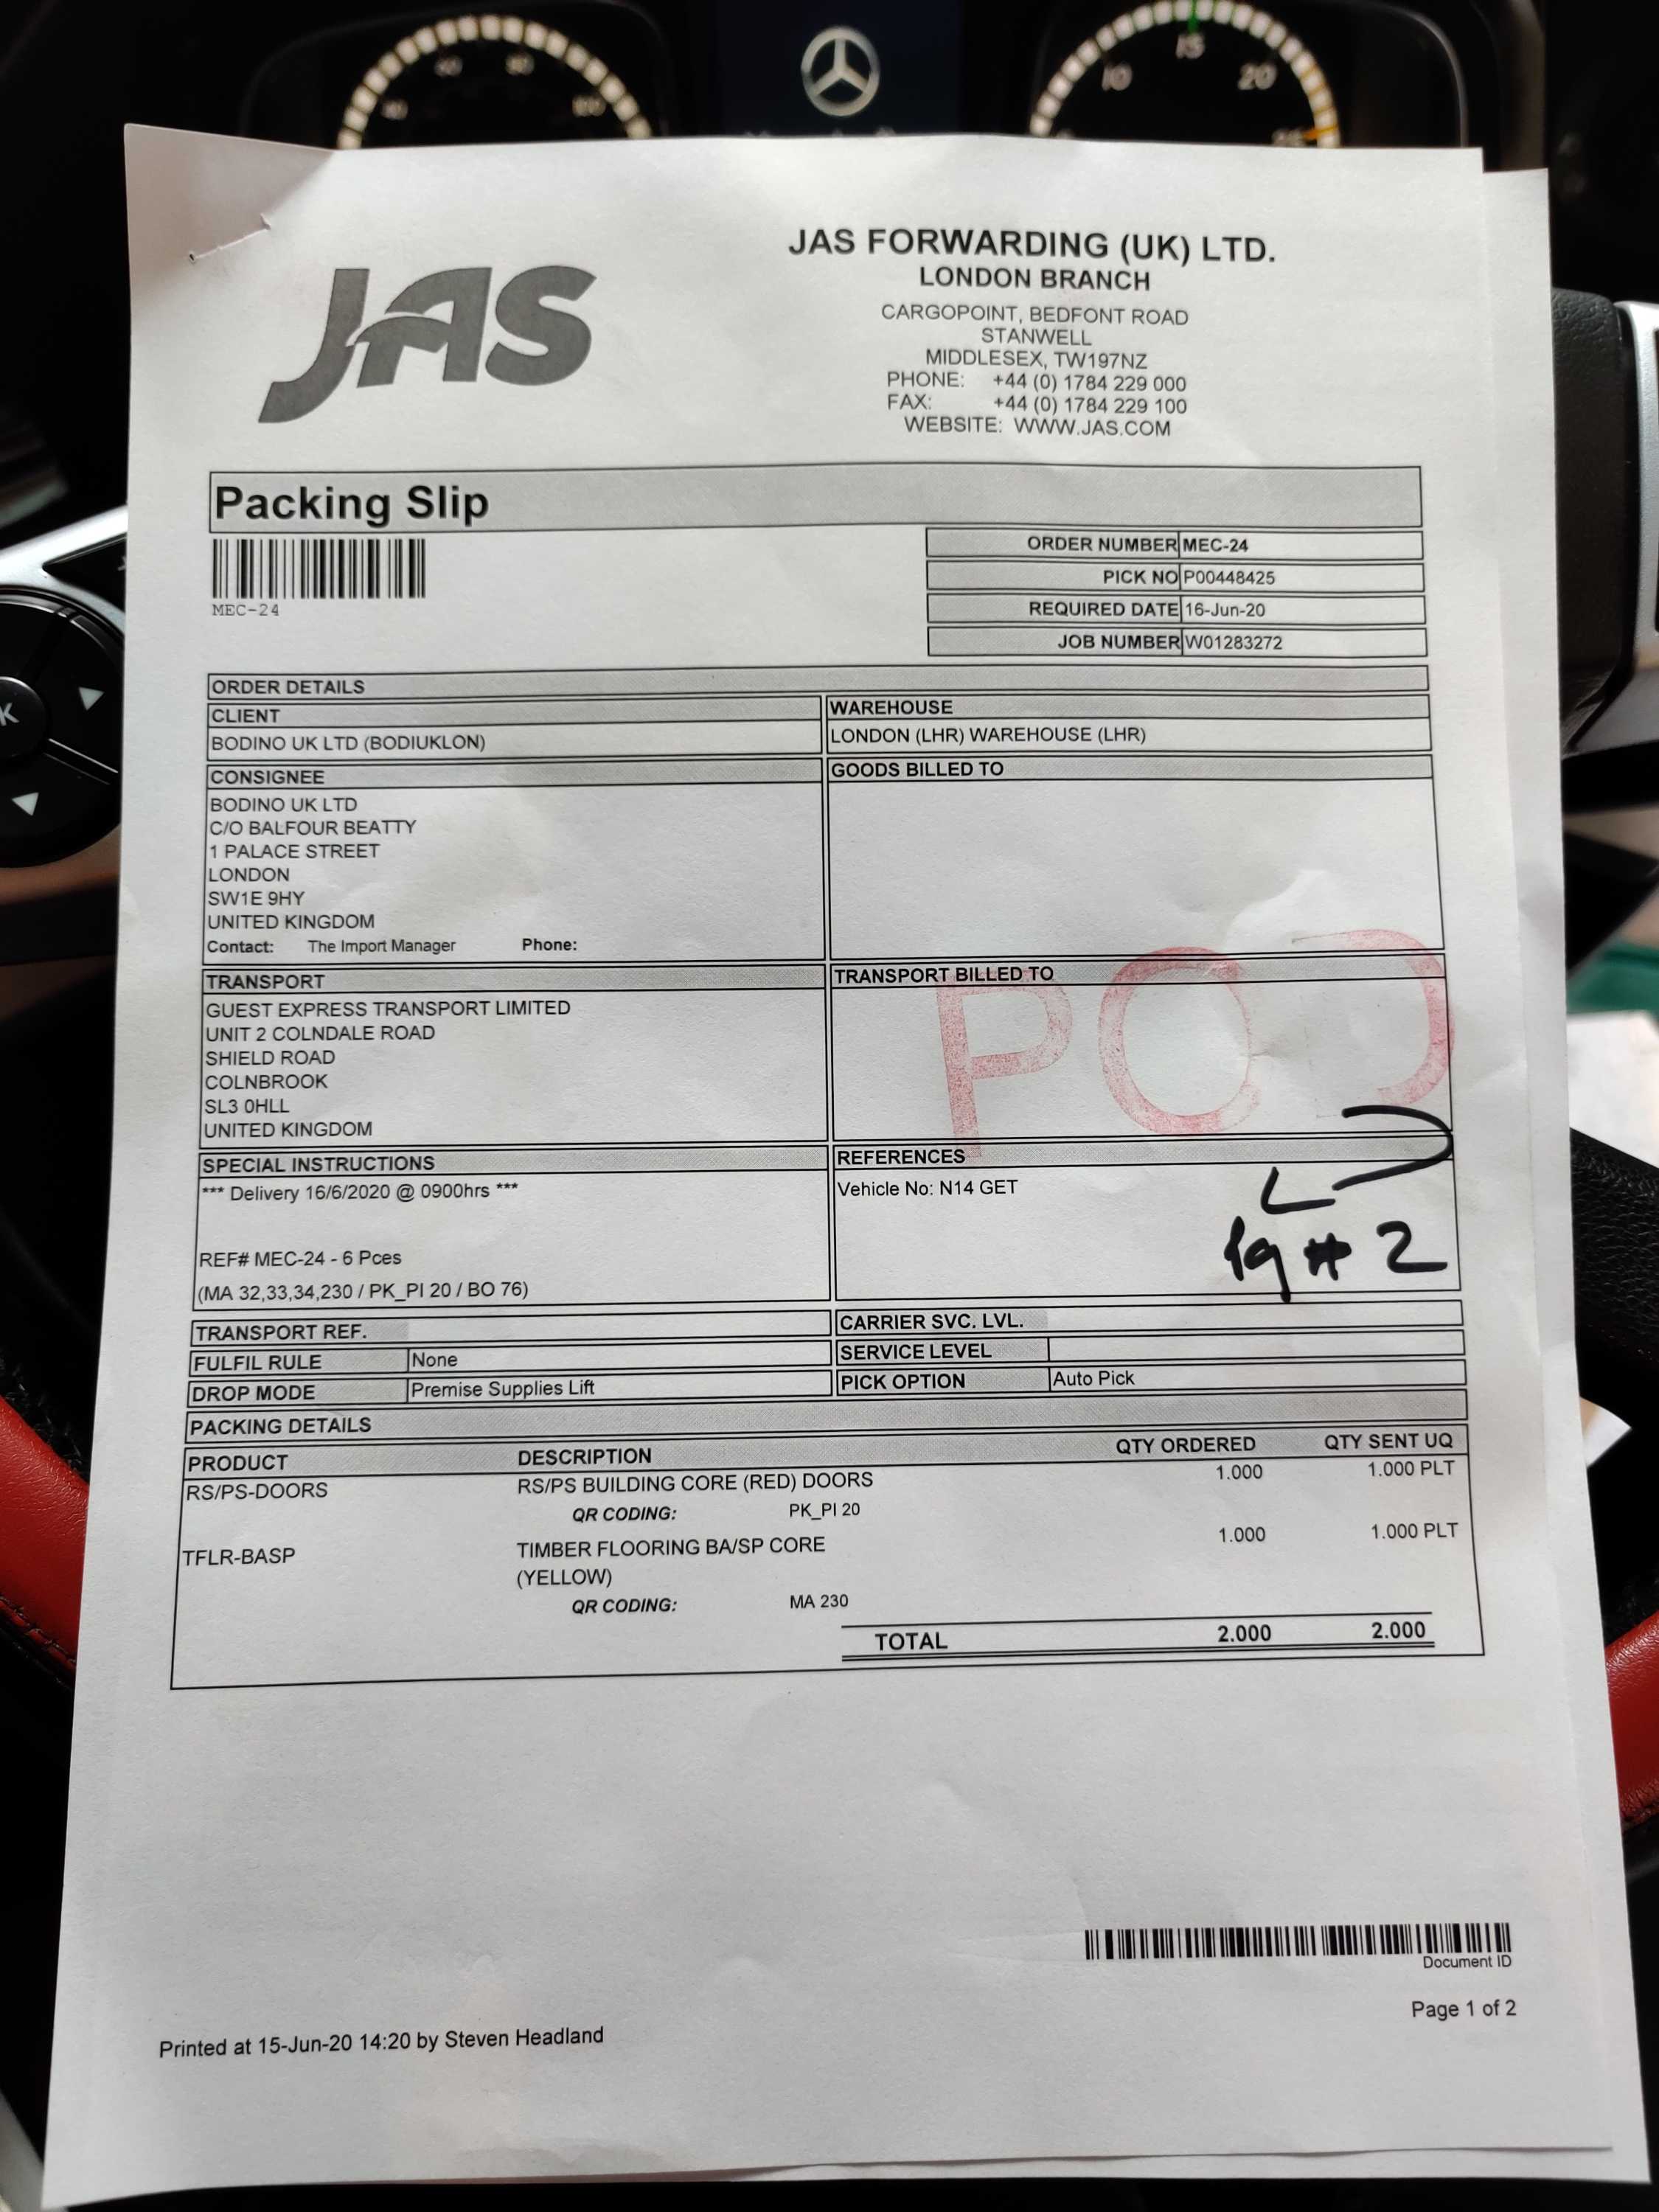 60 80 100
10 15 20 25
JAS
JAS FORWARDING (UK) LTD.
LONDON BRANCH
CARGOPOINT, BEDFONT ROAD
STANWELL
MIDDLESEX, TW197NZ
PHONE: +44 (0) 1784 229 000
FAX: +44 (0) 1784 229 100
WEBSITE: WWW.JAS.COM
Packing Slip
MEC-24
ORDER NUMBER MEC-24
PICK NO P00448425
REQUIRED DATE 16-Jun-20
JOB NUMBER W01283272
ORDER DETAILS
CLIENT
BODINO UK LTD (BODIUKLON)
WAREHOUSE
LONDON (LHR) WAREHOUSE (LHR)
CONSIGNEE
BODINO UK LTD
C/O BALFOUR BEATTY
1 PALACE STREET
LONDON
SW1E 9HY
UNITED KINGDOM
Contact: The Import Manager Phone:
GOODS BILLED TO
TRANSPORT
GUEST EXPRESS TRANSPORT LIMITED
UNIT 2 COLNDALE ROAD
SHIELD ROAD
COLNBROOK
SL3 0HLL
UNITED KINGDOM
TRANSPORT BILLED TO
POD
SPECIAL INSTRUCTIONS
*** Delivery 16/6/2020 @ 0900hrs ***
REF# MEC-24 - 6 Pces
(MA 32,33,34,230 / PK_PI 20 / BO 76)
REFERENCES
Vehicle No: N14 GET
Pg # 2
TRANSPORT REF.
CARRIER SVC. LVL.
FULFIL RULE None
SERVICE LEVEL
DROP MODE Premise Supplies Lift
PICK OPTION Auto Pick
PACKING DETAILS
PRODUCT DESCRIPTION QTY ORDERED QTY SENT UQ
RS/PS-DOORS RS/PS BUILDING CORE (RED) DOORS 1.000 1.000 PLT
QR CODING: PK_PI 20
TFLR-BASP TIMBER FLOORING BA/SP CORE 1.000 1.000 PLT
(YELLOW)
QR CODING: MA 230
TOTAL 2.000 2.000
Document ID
Page 1 of 2
Printed at 15-Jun-20 14:20 by Steven Headland